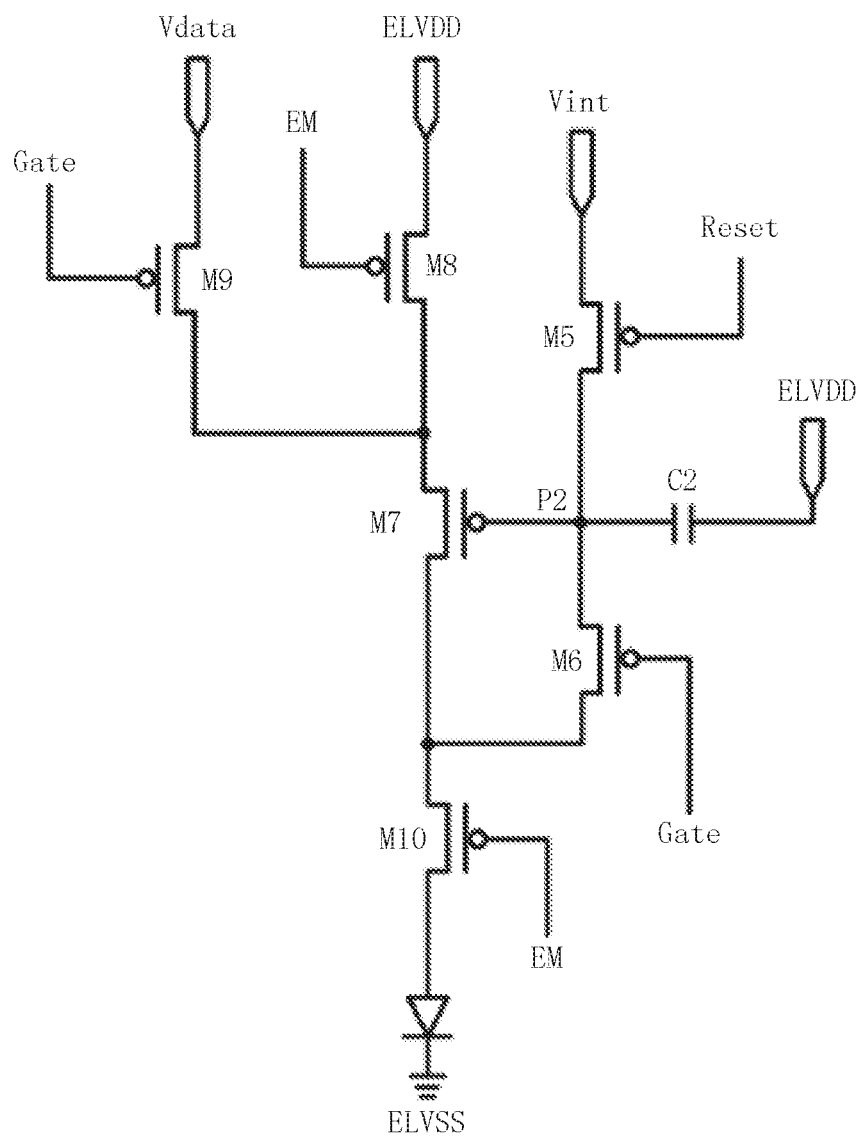 Vdata
ELVDD
Vint
EM
Gate
Reset
M9
M8
M5
ELVDD
C2
P2
M7
M6
M10
Gate
EM
ELVSS